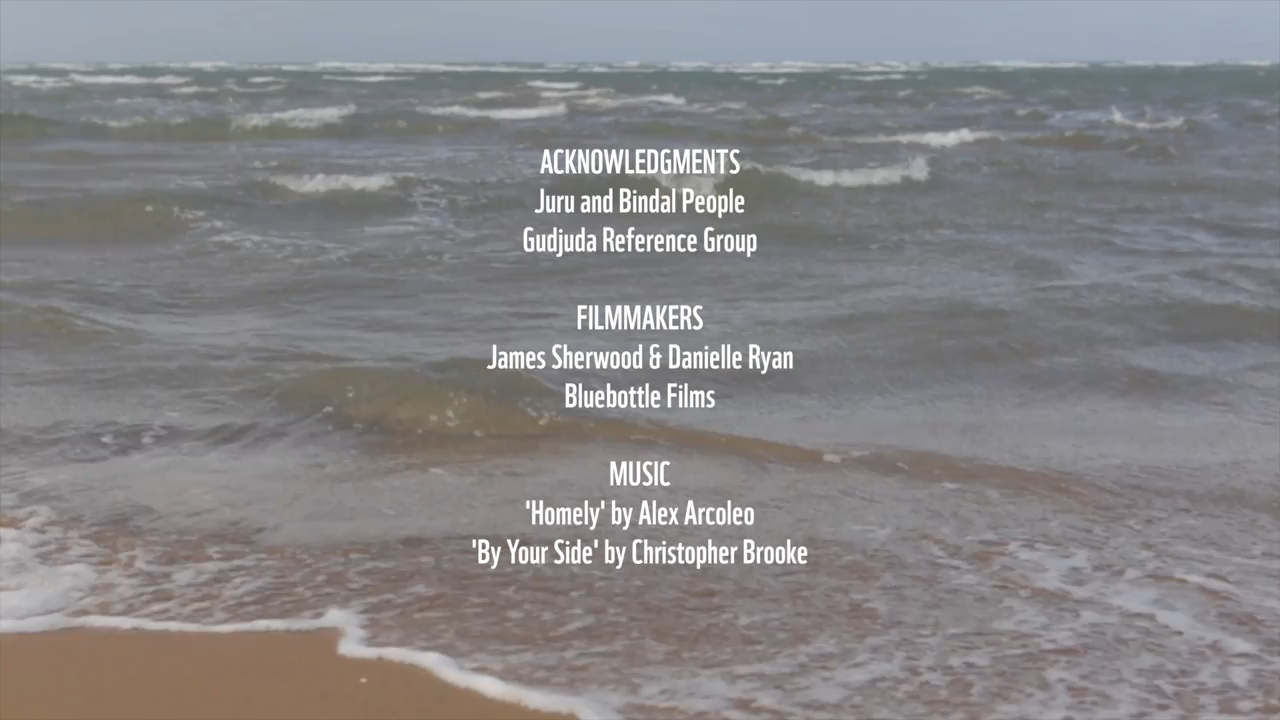 ACKNOWLEDGMENTS
Juru and Bindal People
Gudjuda Reference Group
FILMMAKERS
James Sherwood & Danielle Ryan
Bluebottle Films
MUSIC
'Homely' by Alex Arcoleo
'By Your Side' by Christopher Brooke